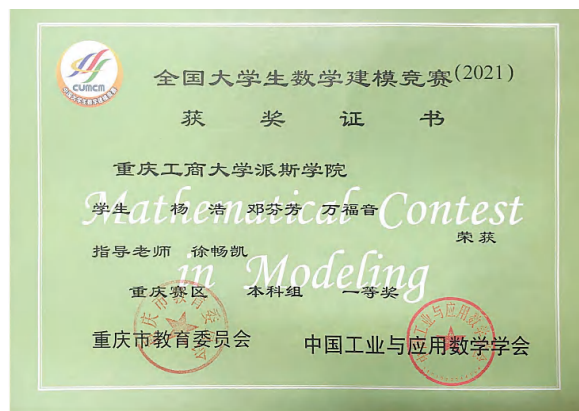 CUMCM
全国大学生数学建模竞赛(2021)
获 奖 证 书
重庆工商大学派斯学院
Mathematical Contest
学生 杨 浩 邓芬芳 万福音
荣获
指导老师 徐畅凯
in Modeling
重庆赛区 本科组 一等奖
重庆市教育委员会 中国工业与应用数学学会